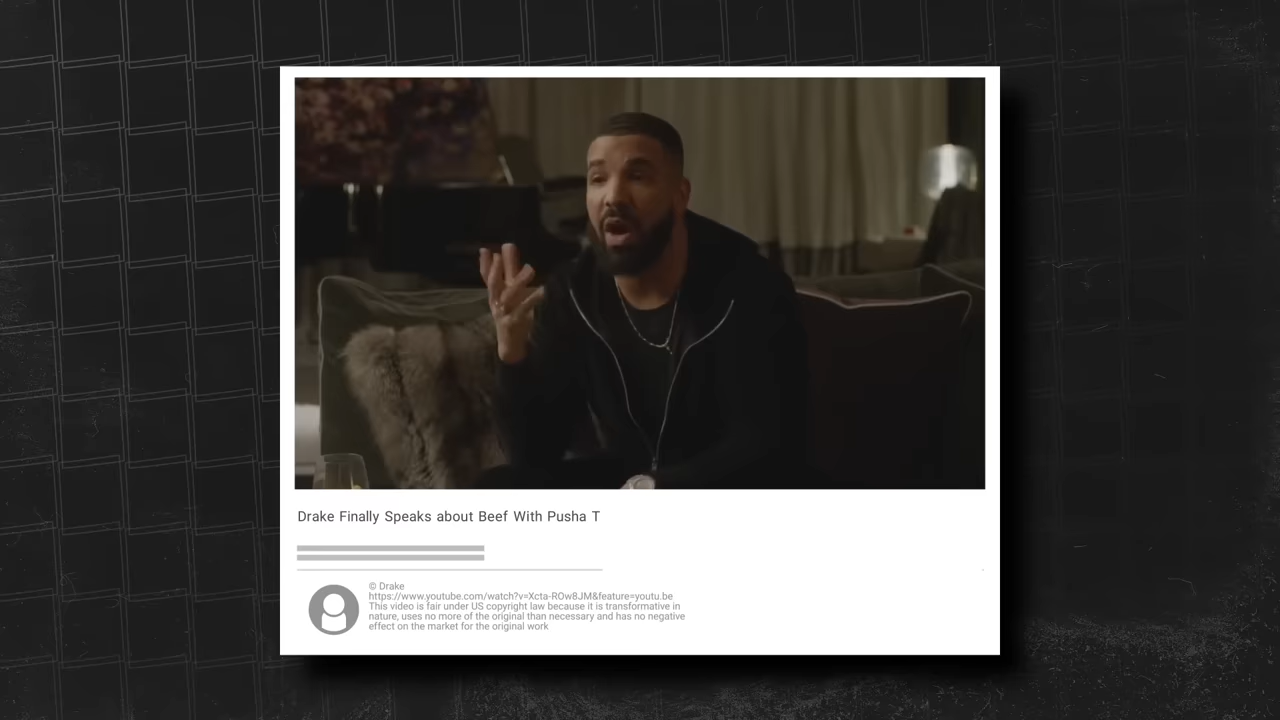 Drake Finally Speaks about Beef With Pusha T
© Drake
https://www.youtube.com/watch?v=Xcta-ROw8JM&feature=youtu.be
This video is fair under US copyright law because it is transformative in
nature, uses no more of the original than necessary and has no negative
effect on the market for the original work